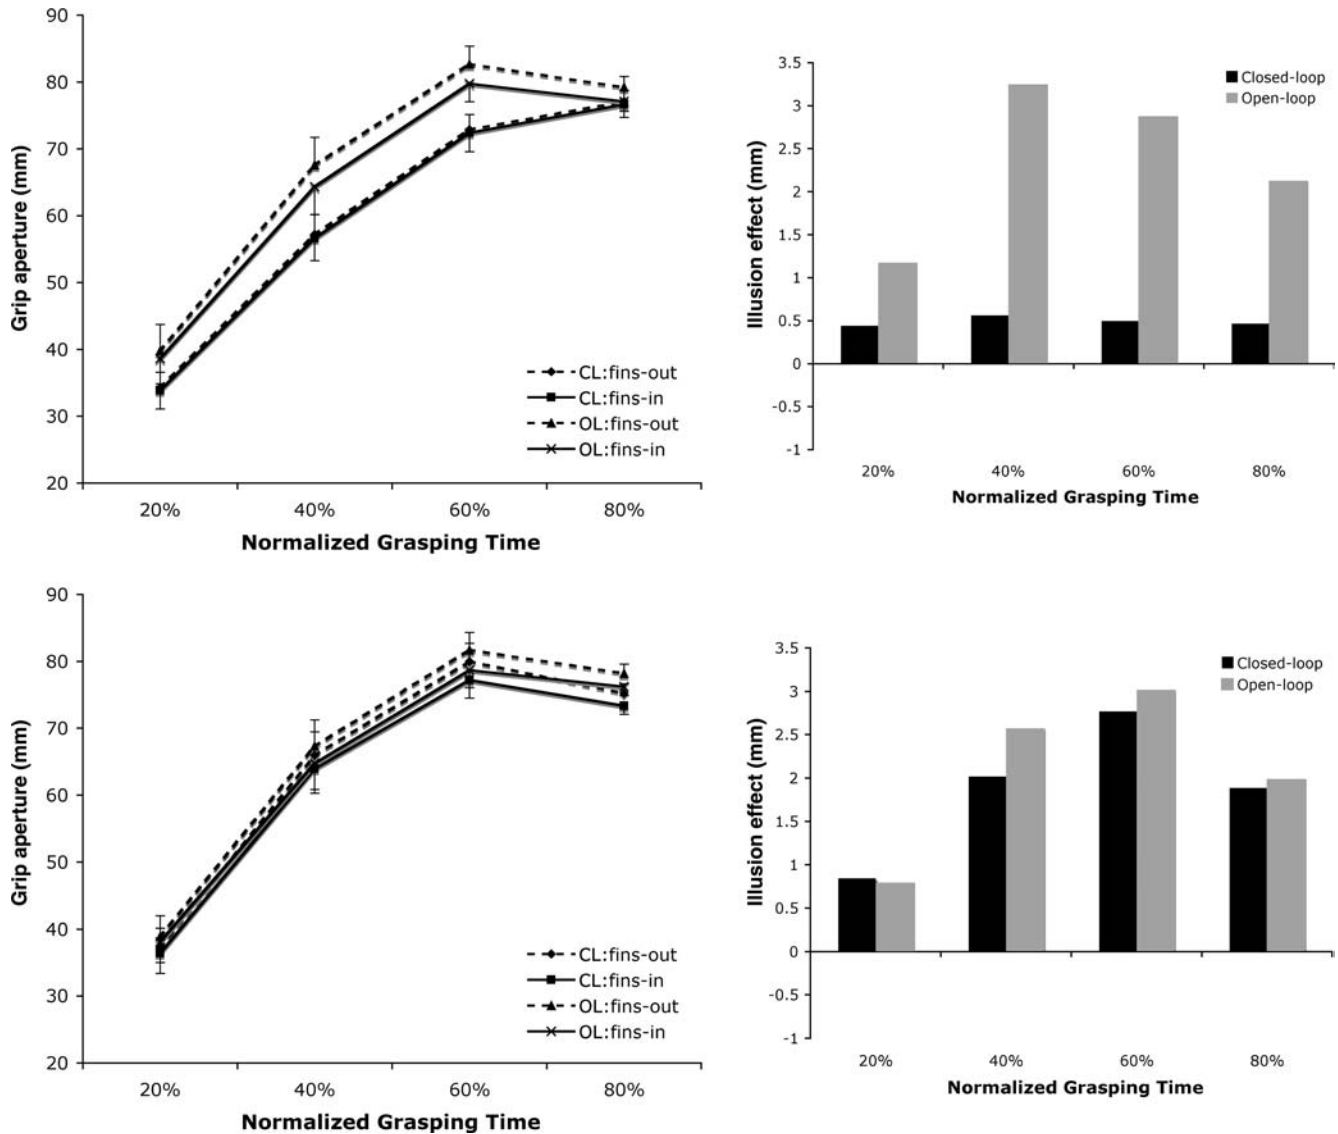 90
80
70
60
50
40
30
20
Grip aperture (mm)
CL:fins-out
CL:fins-in
OL:fins-out
OL:fins-in
20% 40% 60% 80%
Normalized Grasping Time
3.5
3
2.5
2
1.5
1
0.5
0
-0.5
-1
Illusion effect (mm)
Closed-loop
Open-loop
20% 40% 60% 80%
Normalized Grasping Time
90
80
70
60
50
40
30
20
Grip aperture (mm)
CL:fins-out
CL:fins-in
OL:fins-out
OL:fins-in
20% 40% 60% 80%
Normalized Grasping Time
3.5
3
2.5
2
1.5
1
0.5
0
-0.5
-1
Illusion effect (mm)
Closed-loop
Open-loop
20% 40% 60% 80%
Normalized Grasping Time